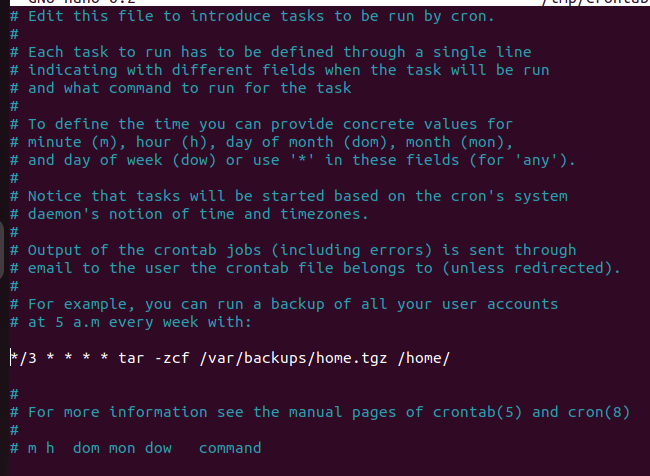 # Edit this file to introduce tasks to be run by cron.
#
# Each task to run has to be defined through a single line
# indicating with different fields when the task will be run
# and what command to run for the task
#
# To define the time you can provide concrete values for
# minute (m), hour (h), day of month (dom), month (mon),
# and day of week (dow) or use '*' in these fields (for 'any').
#
# Notice that tasks will be started based on the cron's system
# daemon's notion of time and timezones.
#
# Output of the crontab jobs (including errors) is sent through
# email to the user the crontab file belongs to (unless redirected).
#
# For example, you can run a backup of all your user accounts
# at 5 a.m every week with:
*/3 * * * * tar -zcf /var/backups/home.tgz /home/
#
# For more information see the manual pages of crontab(5) and cron(8)
#
# m h  dom mon dow   command